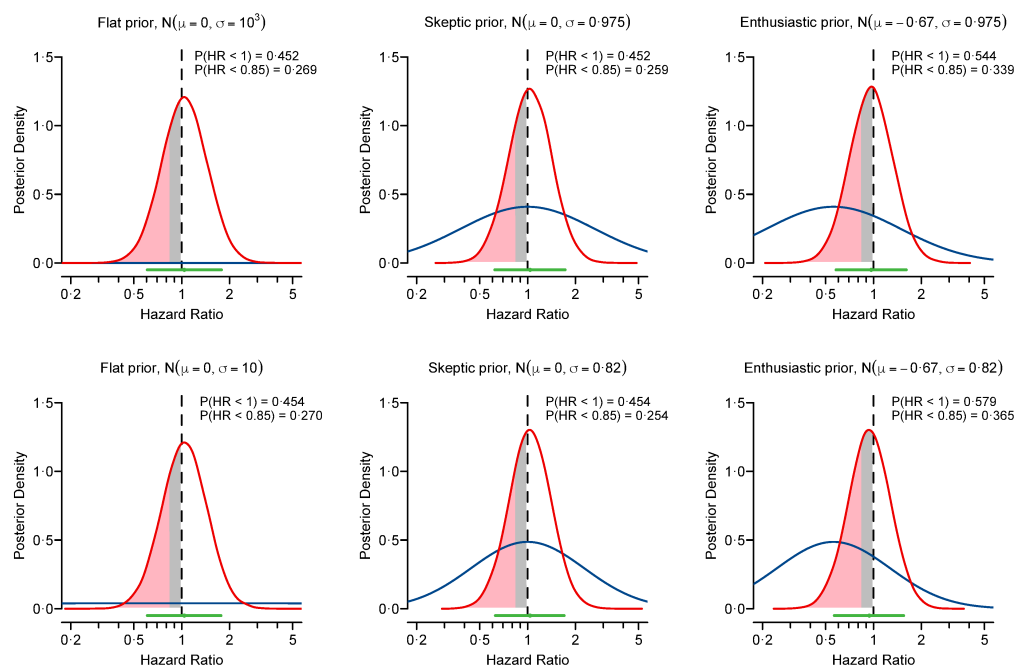 Flat prior, N(μ = 0, σ = 10³)
P(HR < 1) = 0·452
P(HR < 0.85) = 0·269
1·5
1·0
0·5
0·0
Posterior Density
0·2 0·5 1 2 5
Hazard Ratio
Skeptic prior, N(μ = 0, σ = 0·975)
P(HR < 1) = 0·452
P(HR < 0.85) = 0·259
1·5
1·0
0·5
0·0
Posterior Density
0·2 0·5 1 2 5
Hazard Ratio
Enthusiastic prior, N(μ = −0·67, σ = 0·975)
P(HR < 1) = 0·544
P(HR < 0.85) = 0·339
1·5
1·0
0·5
0·0
Posterior Density
0·2 0·5 1 2 5
Hazard Ratio
Flat prior, N(μ = 0, σ = 10)
P(HR < 1) = 0·454
P(HR < 0.85) = 0·270
1·5
1·0
0·5
0·0
Posterior Density
0·2 0·5 1 2 5
Hazard Ratio
Skeptic prior, N(μ = 0, σ = 0·82)
P(HR < 1) = 0·454
P(HR < 0.85) = 0·254
1·5
1·0
0·5
0·0
Posterior Density
0·2 0·5 1 2 5
Hazard Ratio
Enthusiastic prior, N(μ = −0·67, σ = 0·82)
P(HR < 1) = 0·579
P(HR < 0.85) = 0·365
1·5
1·0
0·5
0·0
Posterior Density
0·2 0·5 1 2 5
Hazard Ratio